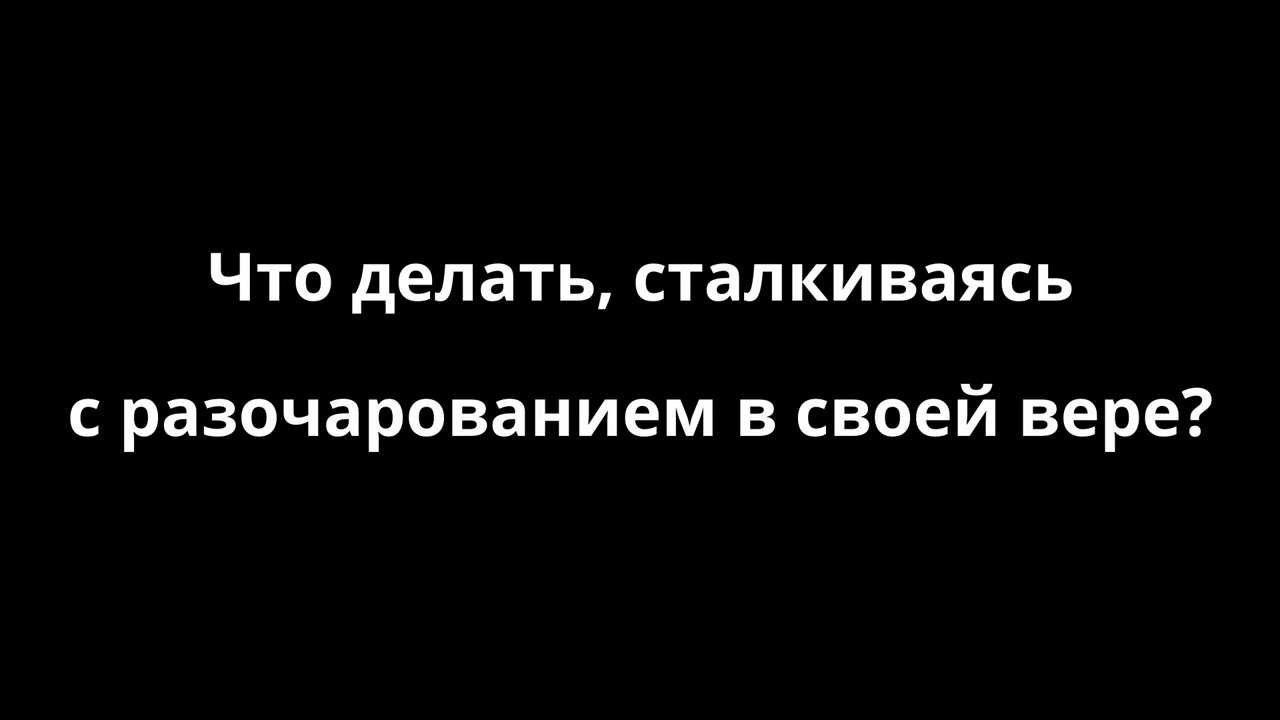 Что делать, сталкиваясь
с разочарованием в своей вере?